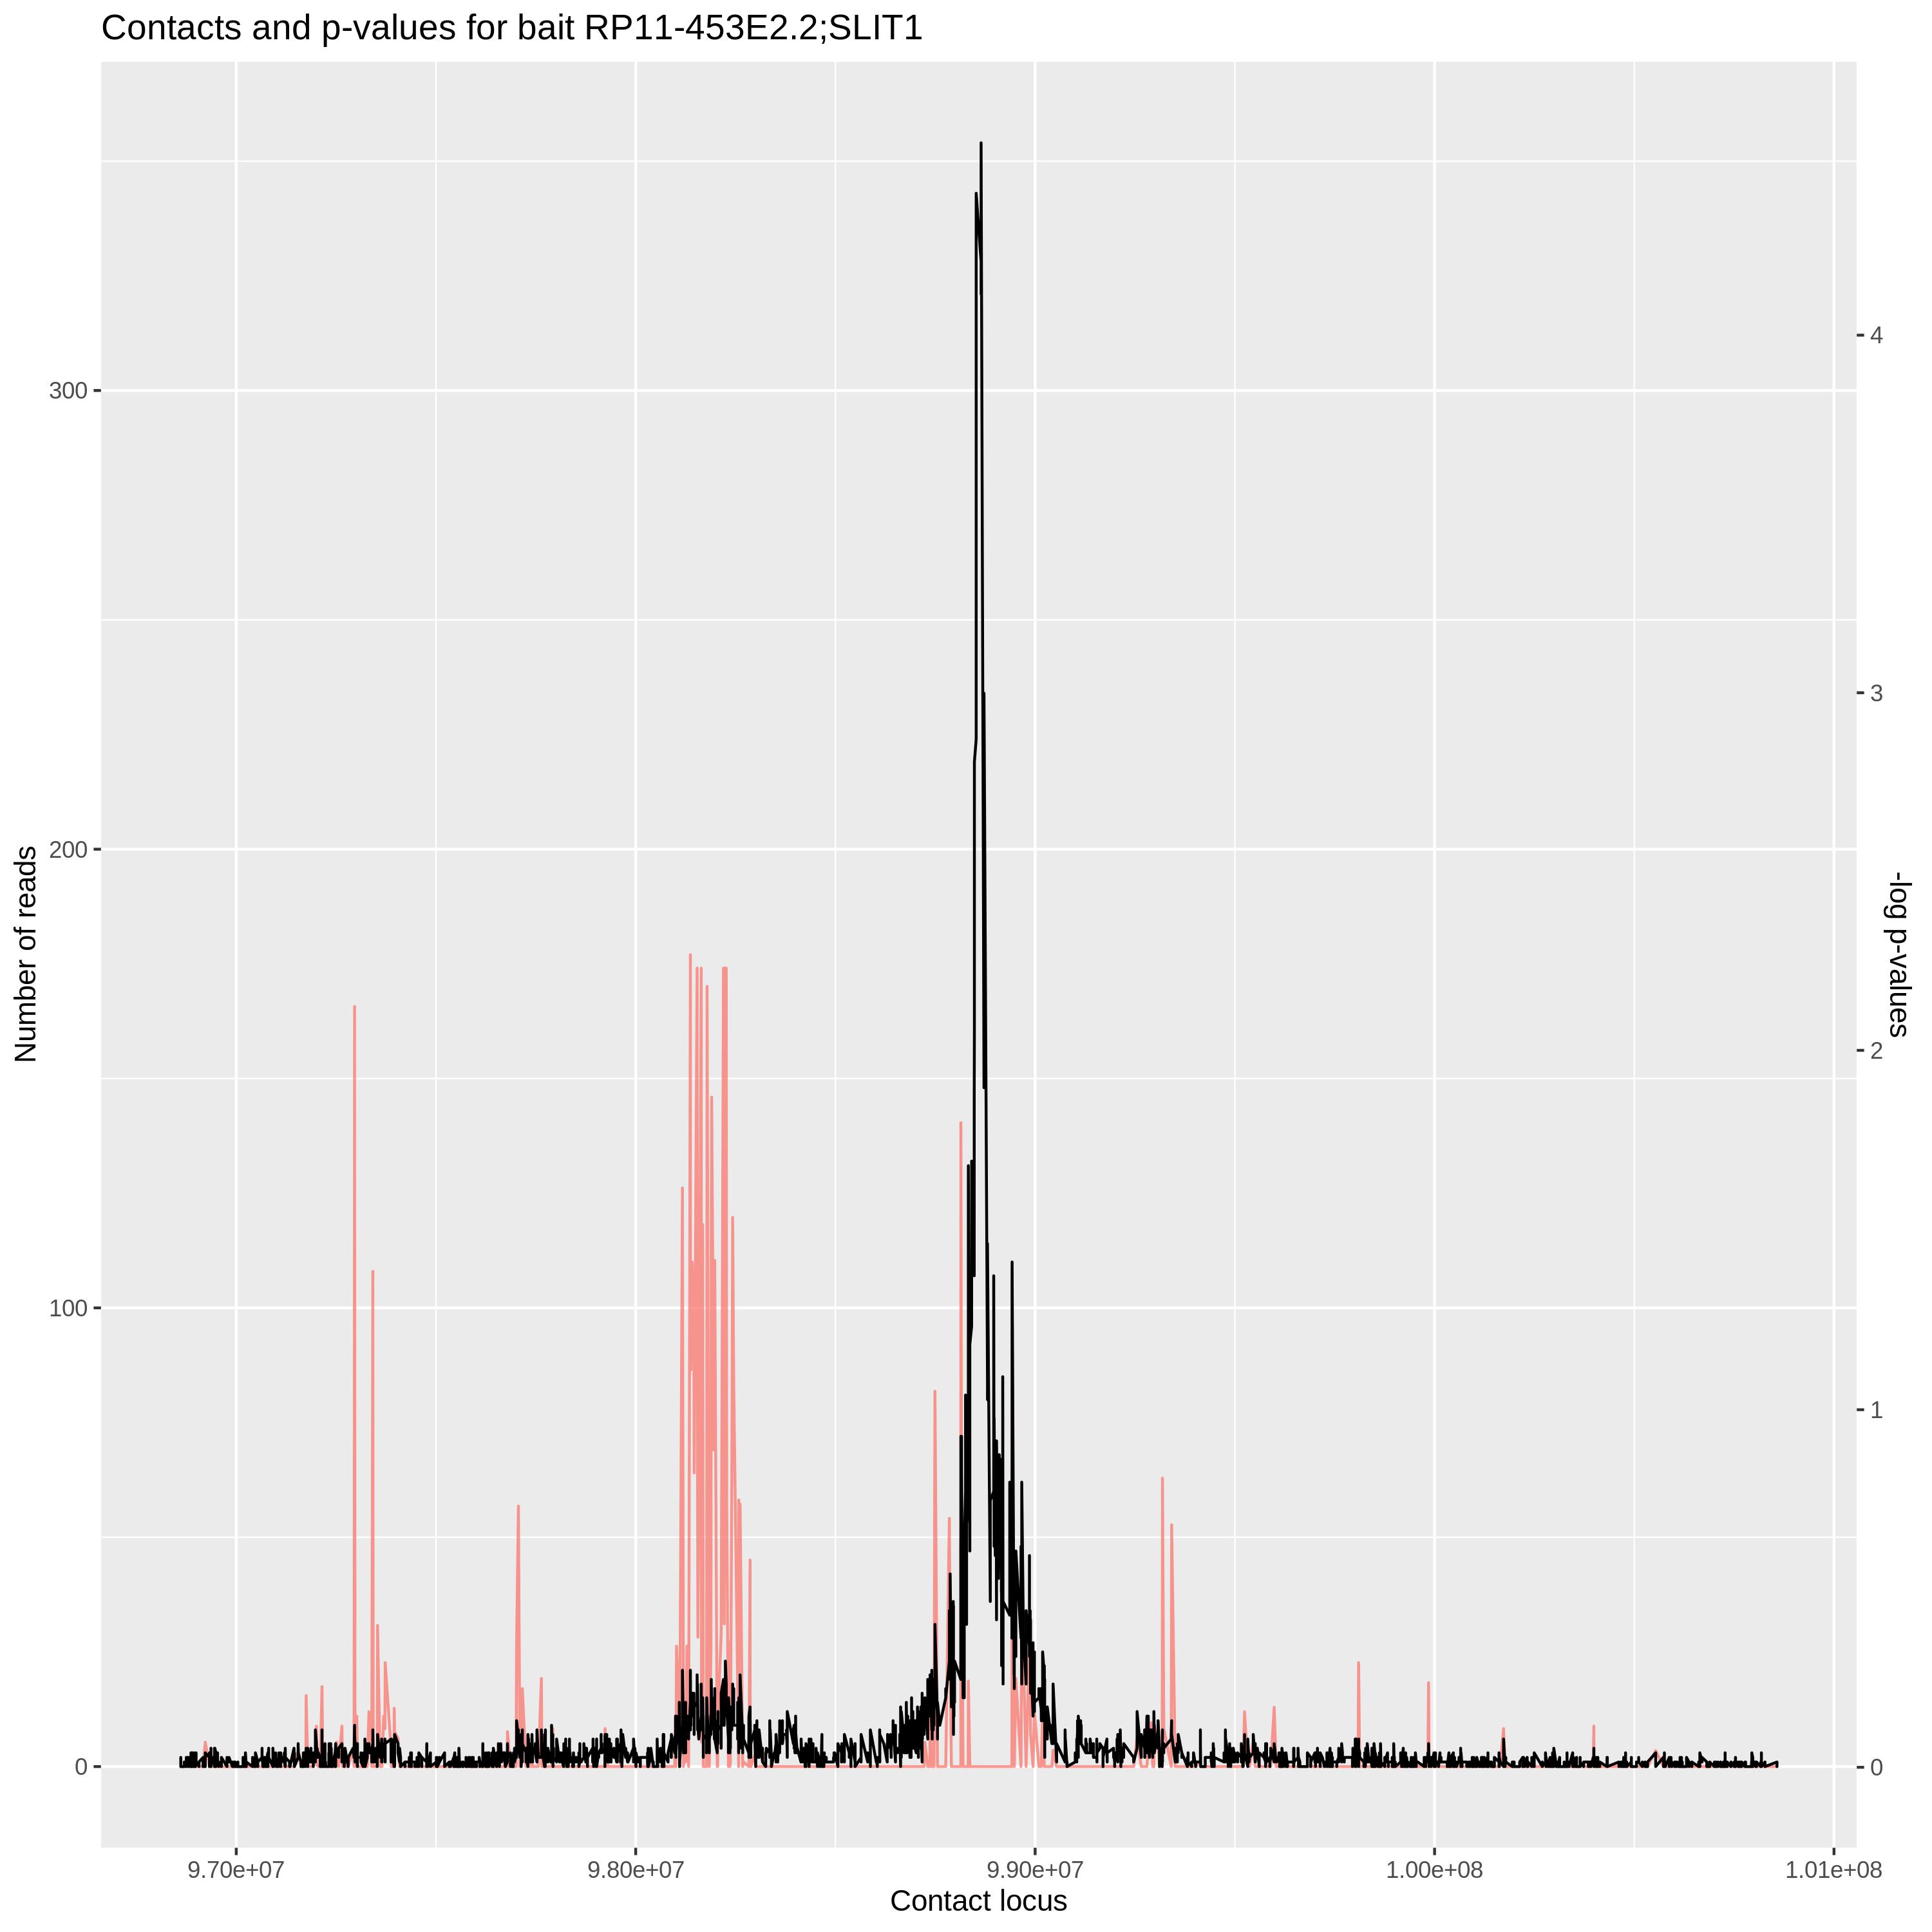 Contacts and p-values for bait RP11-453E2.2;SLIT1
Number of reads
300
200
100
0
4
3
2
1
0
-log p-values
9.70e+07
9.80e+07
9.90e+07
1.00e+08
1.01e+08
Contact locus